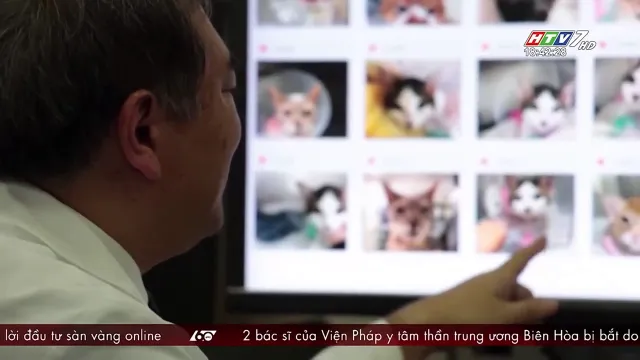 HTV7 HD
18:42:28
lời đầu tư sàn vàng online 60 2 bác sĩ của Viện Pháp y tâm thần trung ương Biên Hòa bị bắt do